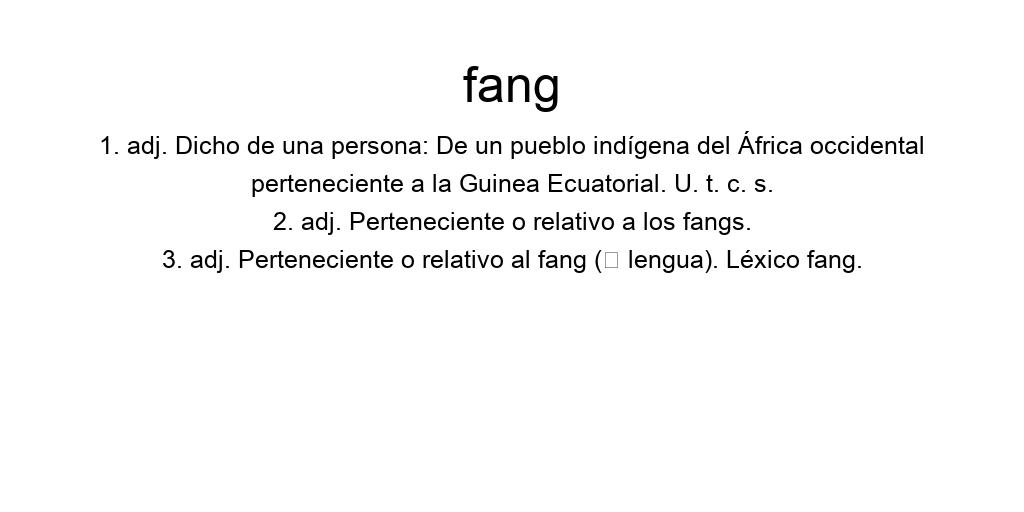 fang
1. adj. Dicho de una persona: De un pueblo indígena del África occidental
perteneciente a la Guinea Ecuatorial. U. t. c. s.
2. adj. Perteneciente o relativo a los fangs.
3. adj. Perteneciente o relativo al fang (□ lengua). Léxico fang.